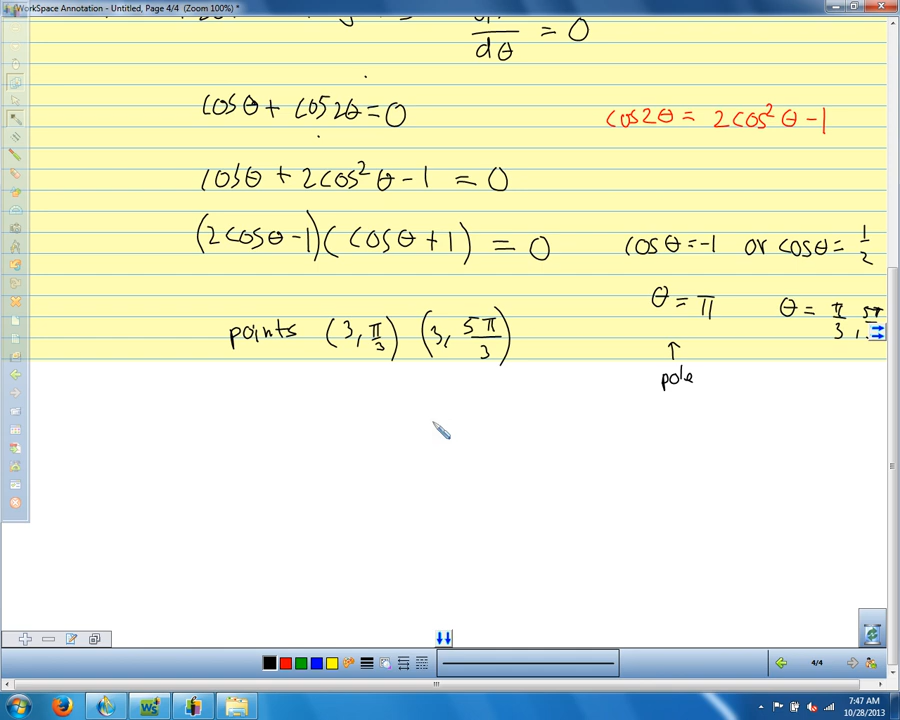 WorkSpace Annotation - Untitled, Page 4/4 (Zoom 100%) *
dθ = 0
cosθ + cos2θ = 0
cos2θ = 2cos²θ - 1
cosθ + 2cos²θ - 1 = 0
(2cosθ - 1)(cosθ + 1) = 0 cosθ = -1 or cosθ = 1/2
θ = π θ = π/3, 5π
points (3, π/3) (3, 5π/3)
↑
pole
4/4
7:47 AM
10/28/2013